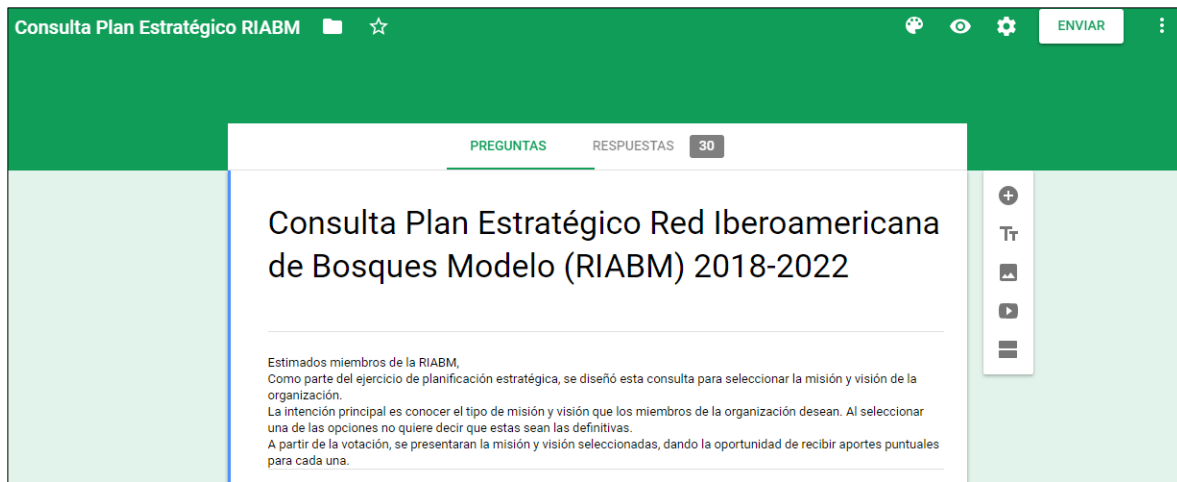 Consulta Plan Estratégico RIABM
ENVIAR
PREGUNTAS RESPUESTAS 30
Consulta Plan Estratégico Red Iberoamericana
de Bosques Modelo (RIABM) 2018-2022
Tт
Estimados miembros de la RIABM,
Como parte del ejercicio de planificación estratégica, se diseñó esta consulta para seleccionar la misión y visión de la
organización.
La intención principal es conocer el tipo de misión y visión que los miembros de la organización desean. Al seleccionar
una de las opciones no quiere decir que estas sean las definitivas.
A partir de la votación, se presentaran la misión y visión seleccionadas, dando la oportunidad de recibir aportes puntuales
para cada una.